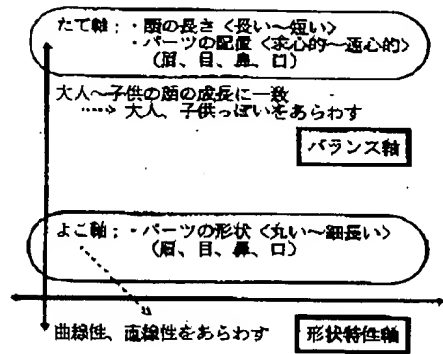 たて軸：・顔の長さ＜長い～短い＞
・パーツの配置＜求心的～遠心的＞
（眉、目、鼻、口）
大人～子供の顔の成長に一致
‥‥> 大人、子供っぽいをあらわす
バランス軸
よこ軸：・パーツの形状＜丸い～細長い＞
（眉、目、鼻、口）
曲線性、直線性をあらわす
形状特性軸